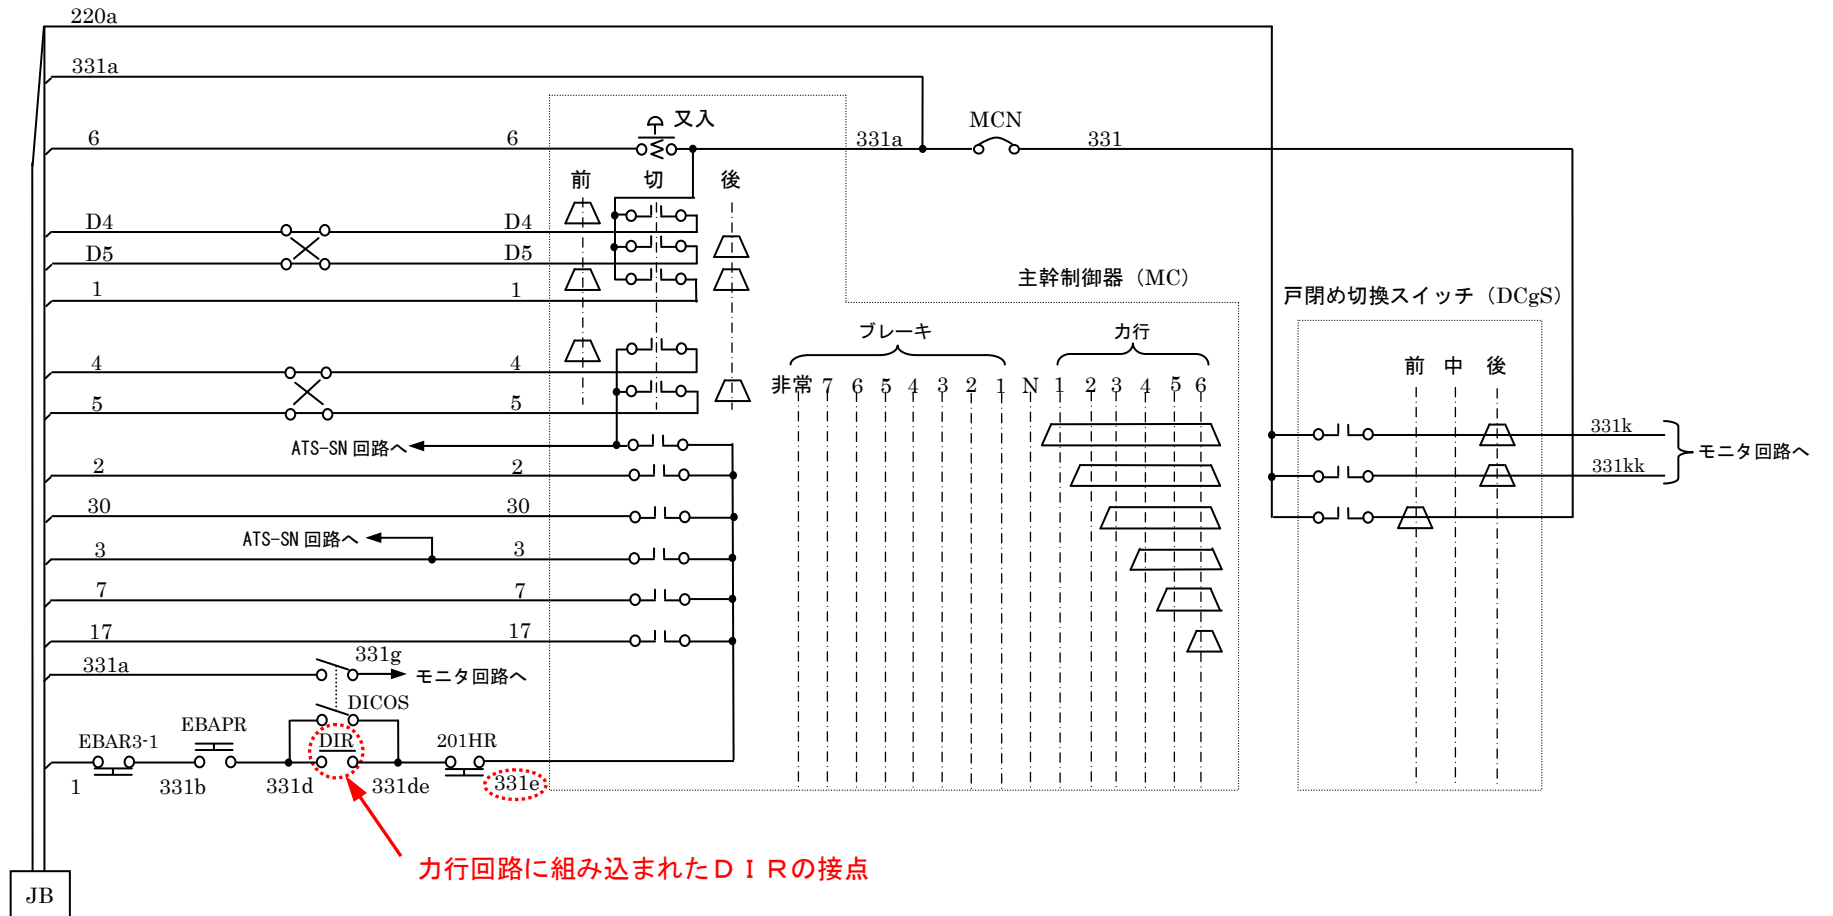 220a
331a
又入
MCN
6
6
331a
331
前
切
後
D4
D4
D5
D5
1
1
主幹制御器（MC）
戸閉め切換スイッチ（DCgS）
ブレーキ
力行
4
4
前 中 後
非常 7 6 5 4 3 2 1 N 1 2 3 4 5 6
5
5
331k
ATS-SN 回路へ
モニタ回路へ
2
2
331kk
30
30
ATS-SN 回路へ
3
3
7
7
17
17
331a
331g
モニタ回路へ
DICOS
EBAPR
EBAR3-1
DIR
201HR
1
331b
331d
331de
331e
力行回路に組み込まれたＤＩＲの接点
JB